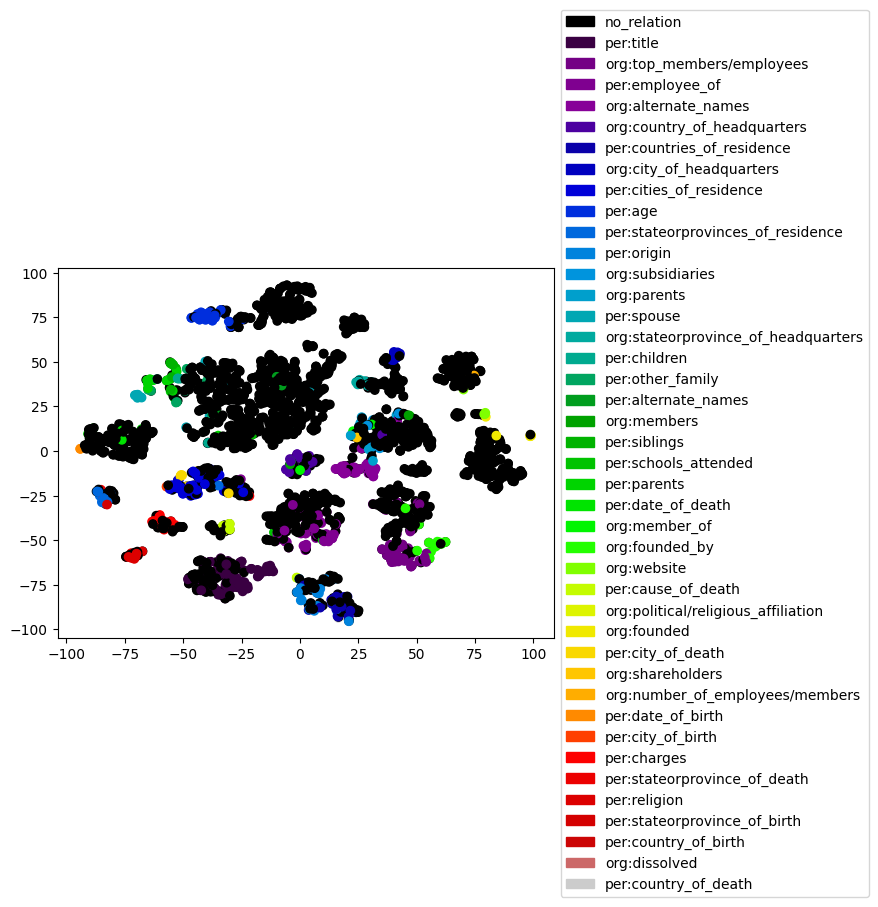 no_relation
per:title
org:top_members/employees
per:employee_of
org:alternate_names
org:country_of_headquarters
per:countries_of_residence
org:city_of_headquarters
per:cities_of_residence
per:age
per:stateorprovinces_of_residence
per:origin
org:subsidiaries
org:parents
per:spouse
org:stateorprovince_of_headquarters
per:children
per:other_family
per:alternate_names
org:members
per:siblings
per:schools_attended
per:parents
per:date_of_death
org:member_of
org:founded_by
org:website
per:cause_of_death
org:political/religious_affiliation
org:founded
per:city_of_death
org:shareholders
org:number_of_employees/members
per:date_of_birth
per:city_of_birth
per:charges
per:stateorprovince_of_death
per:religion
per:stateorprovince_of_birth
per:country_of_birth
org:dissolved
per:country_of_death
100
75
50
25
0
−25
−50
−75
−100
−100 −75 −50 −25 0 25 50 75 100